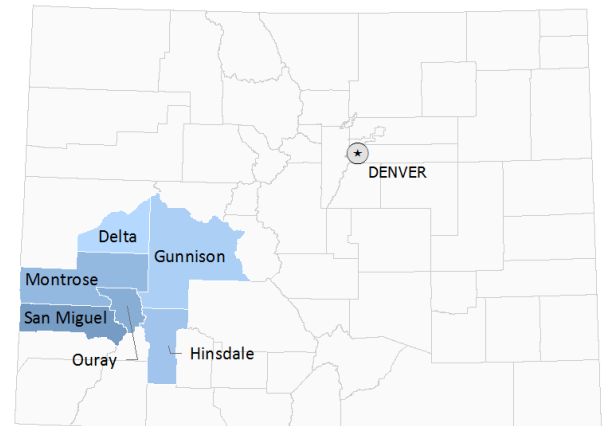 DENVER
Delta
Gunnison
Montrose
San Miguel
Ouray
Hinsdale